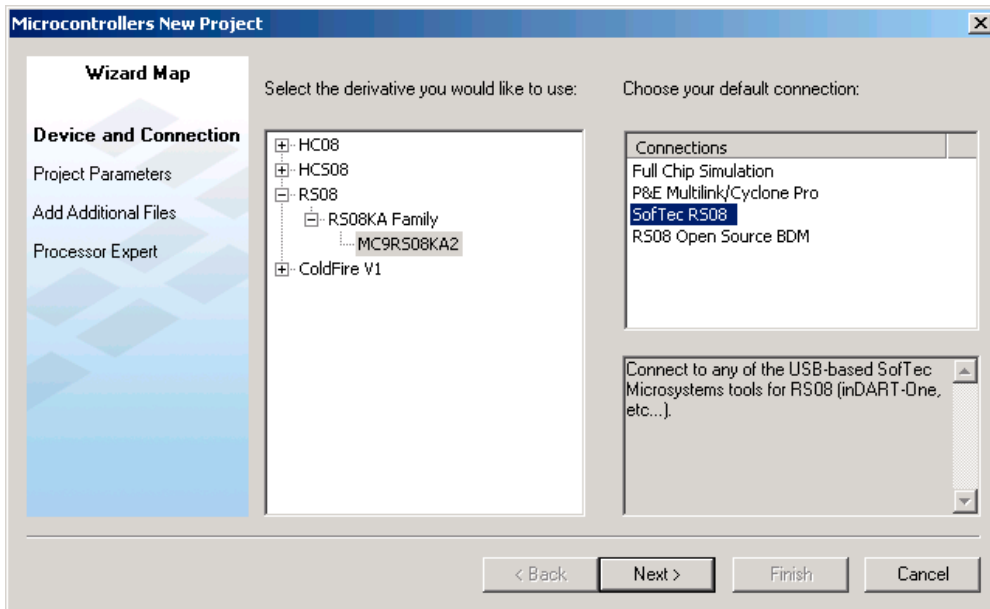 Microcontrollers New Project
Wizard Map
Device and Connection
Project Parameters
Add Additional Files
Processor Expert
Select the derivative you would like to use:
HC08
HCS08
RS08
RS08KA Family
MC9RS08KA2
ColdFire V1
Choose your default connection:
Connections
Full Chip Simulation
P&E Multilink/Cyclone Pro
SofTec RS08
RS08 Open Source BDM
Connect to any of the USB-based SofTec
Microsystems tools for RS08 (inDART-One,
etc...).
< Back
Next >
Finish
Cancel